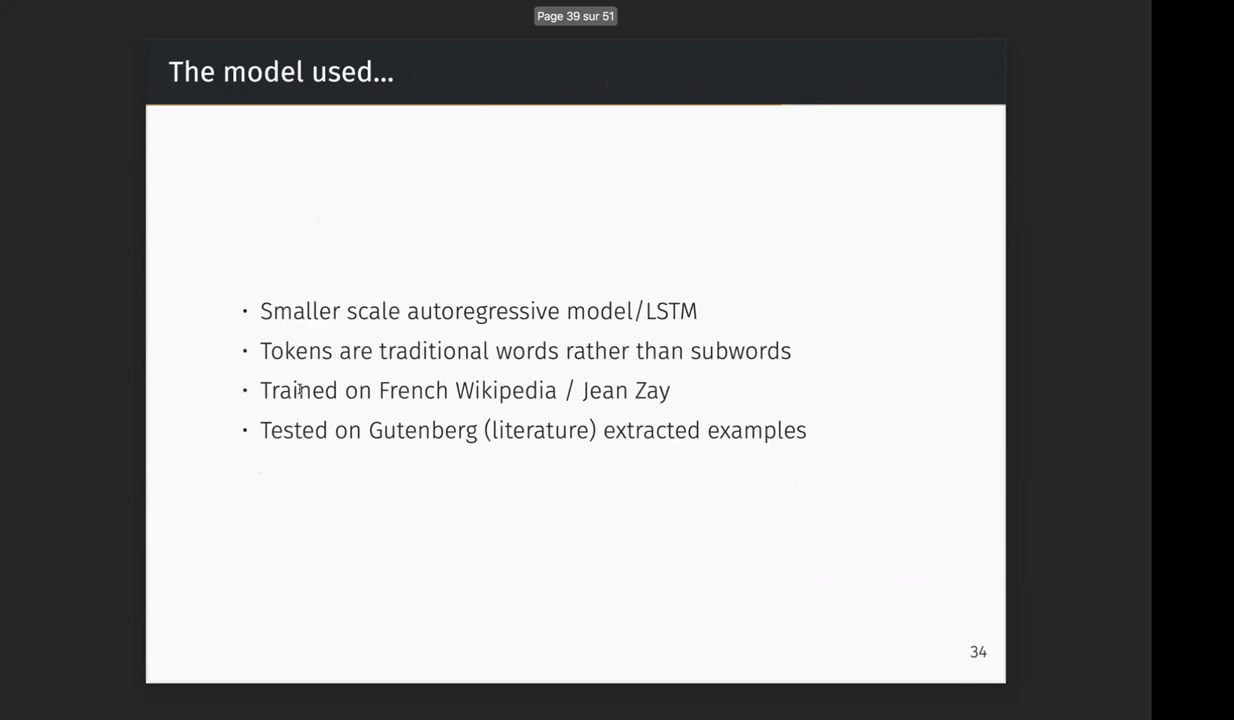 Page 39 sur 51
The model used...
• Smaller scale autoregressive model/LSTM
• Tokens are traditional words rather than subwords
• Trained on French Wikipedia / Jean Zay
• Tested on Gutenberg (literature) extracted examples
34